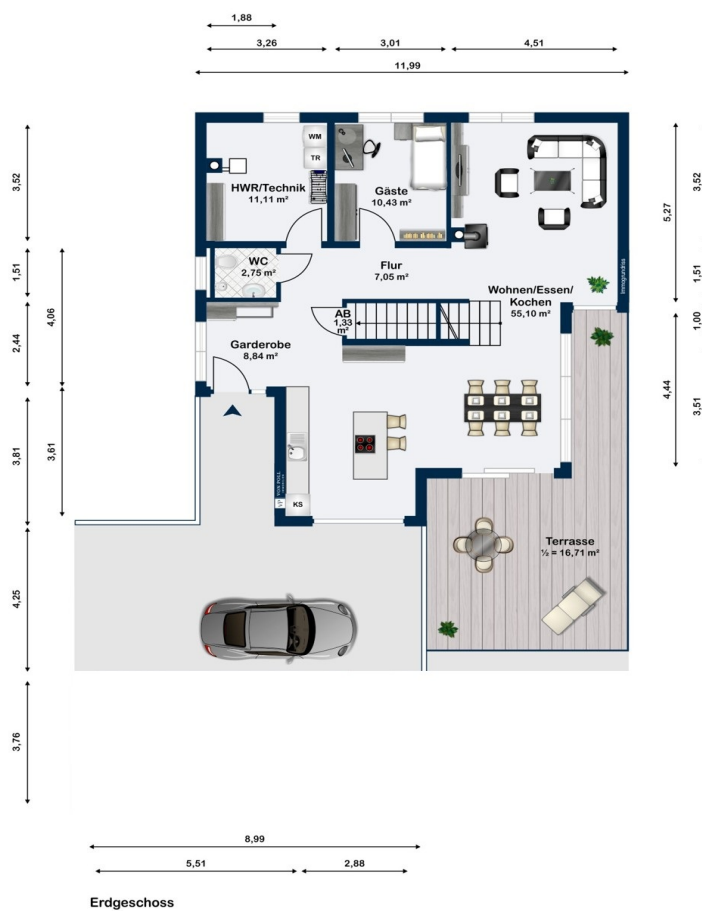 1,88
3,26
3,01
4,51
11,99
WM
TR
HWR/Technik
11,11 m²
Gäste
10,43 m²
WC
2,75 m²
Flur
7,05 m²
Wohnen/Essen/
Kochen
55,10 m²
Immogrundriss
AB
1,33
m²
Garderobe
8,84 m²
KS
Terrasse
½ = 16,71 m²
3,52
1,51
2,44
3,81
4,25
3,76
4,06
3,61
5,27
4,44
3,52
1,51
1,00
3,51
8,99
5,51
2,88
Erdgeschoss